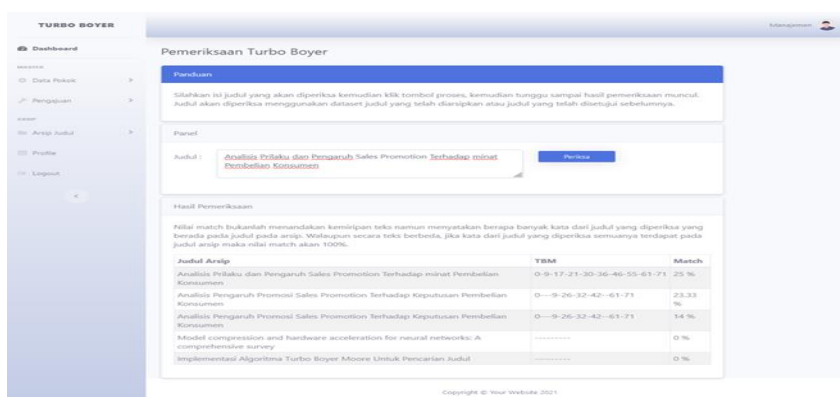 TURBO BOYER
Manajemen
Dashboard
Pemeriksaan Turbo Boyer
MASTER
Data Pokok
Pengajuan
ARSIP
Arsip Judul
Profile
Logout
Panduan
Silahkan isi judul yang akan diperiksa kemudian klik tombol proses, kemudian tunggu sampai hasil pemeriksaan muncul.
Judul akan diperiksa menggunakan dataset judul yang telah diarsipkan atau judul yang telah disetujui sebelumnya.
Panel
Judul :
Analisis Prilaku dan Pengaruh Sales Promotion Terhadap minat
Pembelian Konsumen
Periksa
Hasil Pemeriksaan
Nilai match bukanlah menandakan kemiripan teks namun menyatakan berapa banyak kata dari judul yang diperiksa yang
berada pada judul pada arsip. Walaupun secara teks berbeda, jika kata dari judul yang diperiksa semuanya terdapat pada
judul arsip maka nilai match akan 100%.
Judul Arsip TBM Match
Analisis Prilaku dan Pengaruh Sales Promotion Terhadap minat Pembelian 0-9-17-21-30-36-46-55-61-71 25 %
Konsumen
Analisis Pengaruh Promosi Sales Promotion Terhadap Keputusan Pembelian 0---9-26-32-42--61-71 23.33
Konsumen %
Analisis Pengaruh Promosi Sales Promotion Terhadap Keputusan Pembelian 0---9-26-32-42--61-71 14 %
Konsumen
Model compression and hardware acceleration for neural networks: A --------- 0 %
comprehensive survey
Implementasi Algoritma Turbo Boyer Moore Untuk Pencarian Judul --------- 0 %
Copyright © Your Website 2021